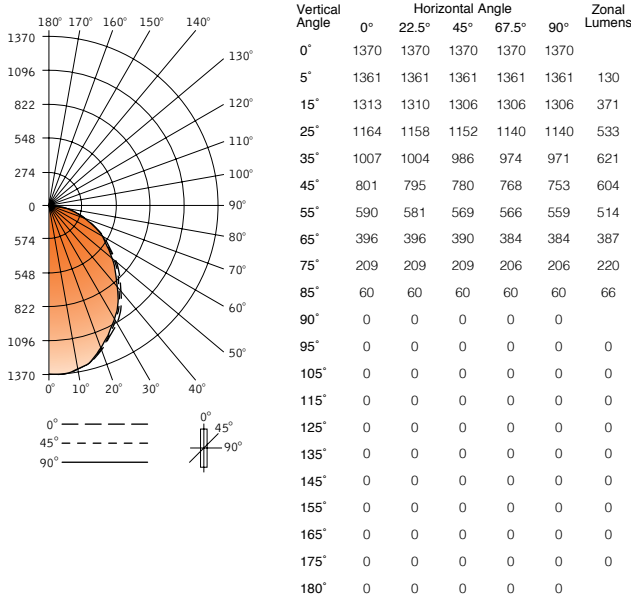 180° 170° 160° 150° 140°
1370
1096
822
548
274
0
574
548
822
1096
1370
130°
120°
110°
100°
90°
80°
70°
60°
50°
0° 10° 20° 30° 40°
0°
45°
90°
0°
45°
90°
Vertical Horizontal Angle Zonal
Angle 0° 22.5° 45° 67.5° 90° Lumens
0° 1370 1370 1370 1370 1370
5° 1361 1361 1361 1361 1361 130
15° 1313 1310 1306 1306 1306 371
25° 1164 1158 1152 1140 1140 533
35° 1007 1004 986 974 971 621
45° 801 795 780 768 753 604
55° 590 581 569 566 559 514
65° 396 396 390 384 384 387
75° 209 209 209 206 206 220
85° 60 60 60 60 60 66
90° 0 0 0 0 0
95° 0 0 0 0 0 0
105° 0 0 0 0 0 0
115° 0 0 0 0 0 0
125° 0 0 0 0 0 0
135° 0 0 0 0 0 0
145° 0 0 0 0 0 0
155° 0 0 0 0 0 0
165° 0 0 0 0 0 0
175° 0 0 0 0 0 0
180° 0 0 0 0 0